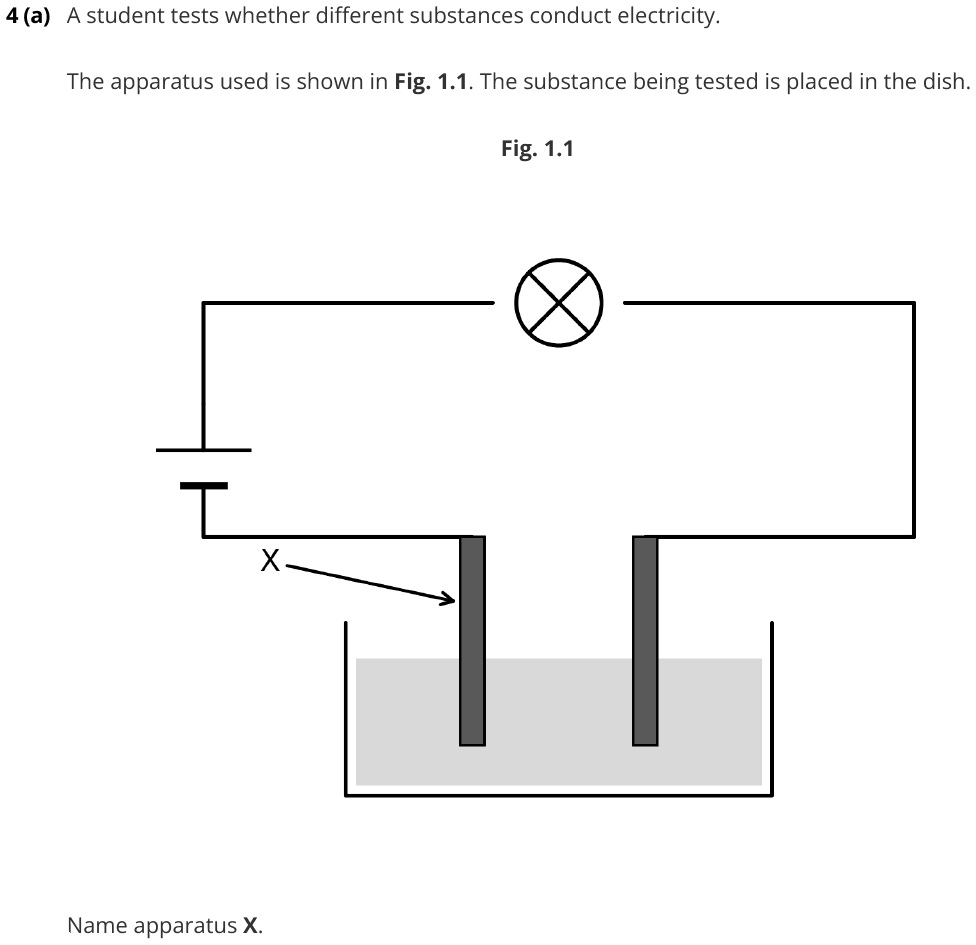 4 (a) A student tests whether different substances conduct electricity.
The apparatus used is shown in Fig. 1.1. The substance being tested is placed in the dish.
Fig. 1.1
X
Name apparatus X.